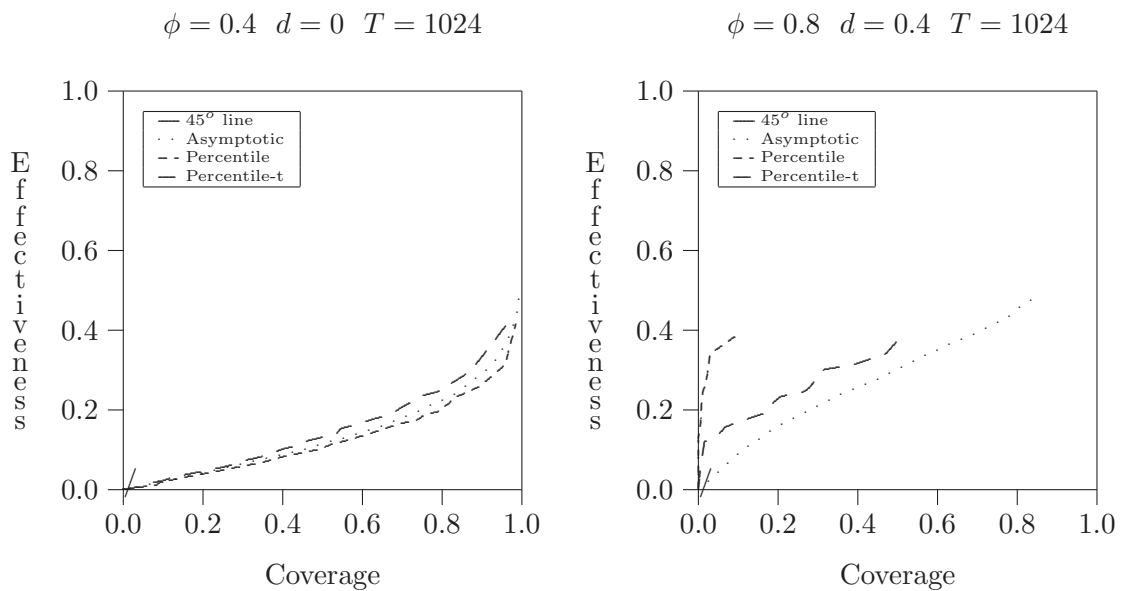 ϕ = 0.4 d = 0 T = 1024
1.0
0.8
0.6
0.4
0.2
0.0
Effectiveness
45° line
Asymptotic
Percentile
Percentile-t
0.0 0.2 0.4 0.6 0.8 1.0
Coverage
ϕ = 0.8 d = 0.4 T = 1024
1.0
0.8
0.6
0.4
0.2
0.0
Effectiveness
45° line
Asymptotic
Percentile
Percentile-t
0.0 0.2 0.4 0.6 0.8 1.0
Coverage